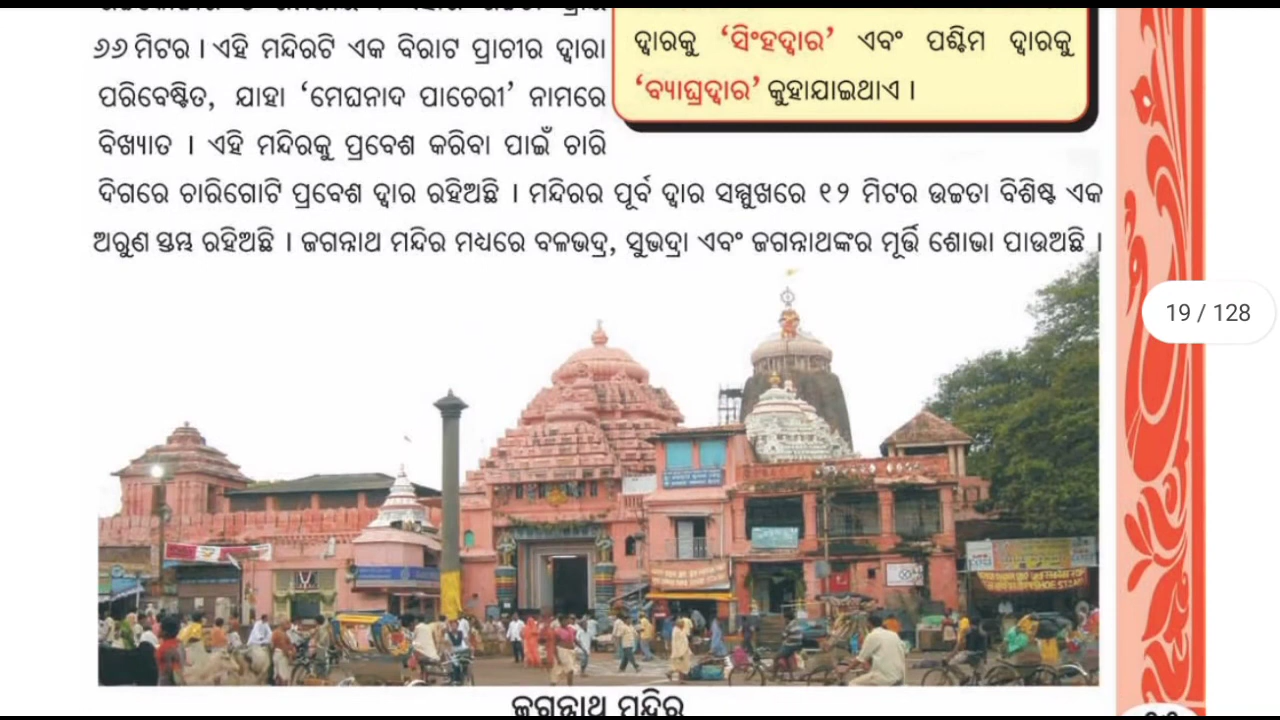 ୬୬ ମିଟର । ଏହି ମନ୍ଦିରଟି ଏକ ବିରାଟ ପ୍ରାଚୀର ଦ୍ୱାରା
ପରିବେଷ୍ଟିତ, ଯାହା ‘ମେଘନାଦ ପାଚେରୀ’ ନାମରେ
ବିଖ୍ୟାତ । ଏହି ମନ୍ଦିରକୁ ପ୍ରବେଶ କରିବା ପାଇଁ ଚାରି
ଦ୍ୱାରକୁ ‘ସିଂହଦ୍ୱାର’ ଏବଂ ପଶ୍ଚିମ ଦ୍ୱାରକୁ
‘ବ୍ୟାଘ୍ରଦ୍ୱାର’ କୁହାଯାଇଥାଏ ।
ଦିଗରେ ଚାରିଗୋଟି ପ୍ରବେଶ ଦ୍ୱାର ରହିଅଛି । ମନ୍ଦିରର ପୂର୍ବ ଦ୍ୱାର ସମ୍ମୁଖରେ ୧୨ ମିଟର ଉଚ୍ଚତା ବିଶିଷ୍ଟ ଏକ
ଅରୁଣ ସ୍ତମ୍ଭ ରହିଅଛି । ଜଗନ୍ନାଥ ମନ୍ଦିର ମଧ୍ୟରେ ବଳଭଦ୍ର, ସୁଭଦ୍ରା ଏବଂ ଜଗନ୍ନାଥଙ୍କର ମୂର୍ତ୍ତି ଶୋଭା ପାଉଅଛି ।
19 / 128
ଜଗନ୍ନାଥ ମନ୍ଦିର